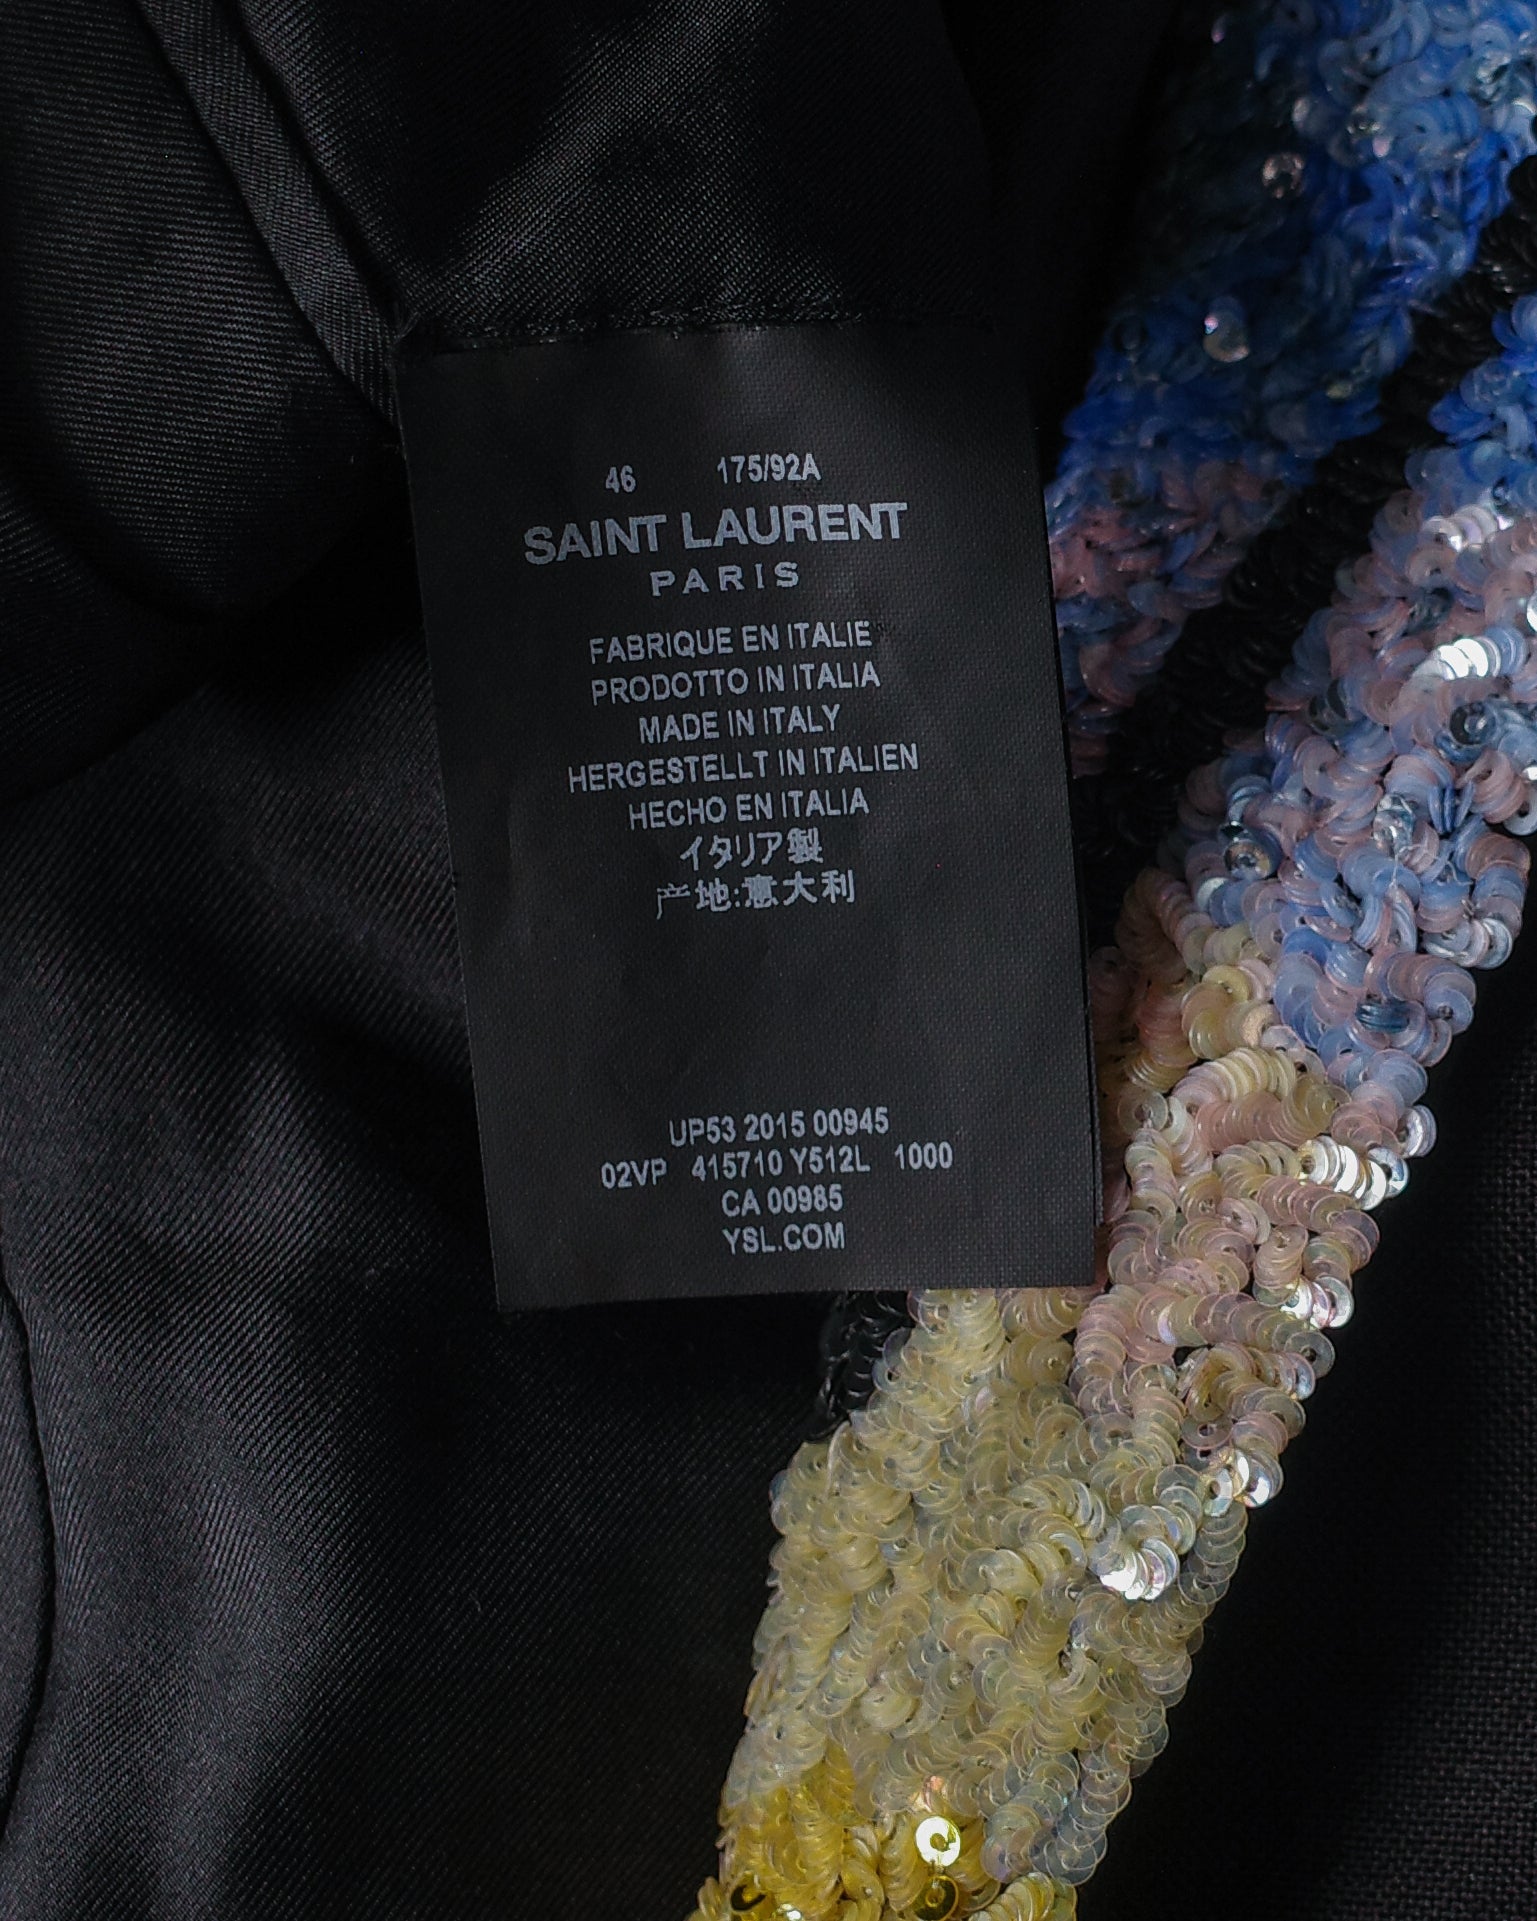 46 175/92A
SAINT LAURENT
PARIS
FABRIQUE EN ITALIE
PRODOTTO IN ITALIA
MADE IN ITALY
HERGESTELLT IN ITALIEN
HECHO EN ITALIA
イタリア製
产地:意大利
UP53 2015 00945
02VP 415710 Y512L 1000
CA 00985
YSL.COM